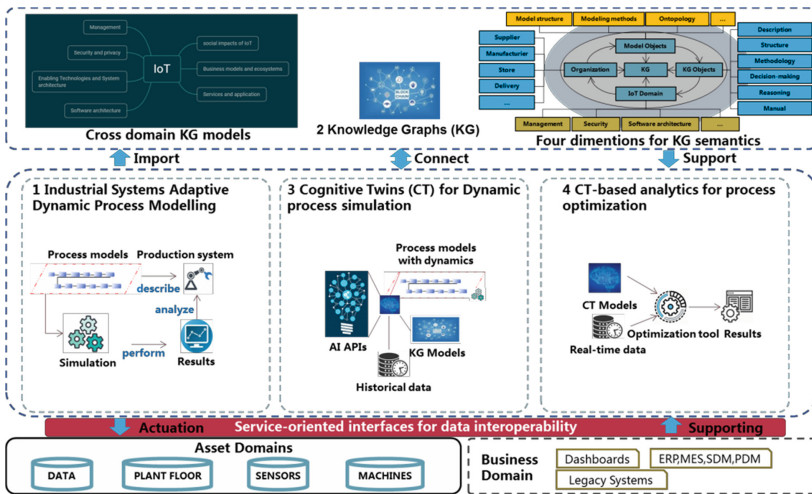 Management
Security and privacy
Enabling Technologies and System
architecture
Software architecture
IoT
social impacts of IoT
Business models and ecosystems
Services and application
Cross domain KG models
2 Knowledge Graphs (KG)
Model structure
Modeling methods
Ontopology
...
Supplier
Manufacturier
Store
Delivery
...
Model Objects
Organization
KG
KG Objects
IoT Domain
Description
Structure
Methodology
Decision-making
Reasoning
Manual
Management
Security
Software architecture
...
Four dimentions for KG semantics
Import
Connect
Support
1 Industrial Systems Adaptive
Dynamic Process Modelling
Process models
Production system
describe
analyze
Simulation
perform
Results
3 Cognitive Twins (CT) for Dynamic
process simulation
Process models
with dynamics
AI APIs
KG Models
Historical data
4 CT-based analytics for process
optimization
CT Models
Real-time data
Optimization tool
Results
Actuation
Service-oriented interfaces for data interoperability
Supporting
Asset Domains
DATA
PLANT FLOOR
SENSORS
MACHINES
Business
Domain
Dashboards
ERP,MES,SDM,PDM
Legacy Systems